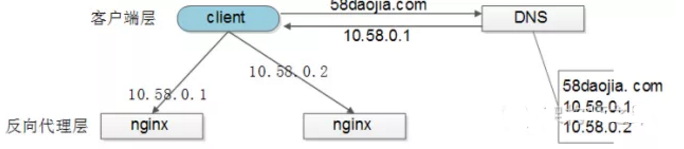 58daojia.com
客户端层
client
DNS
10.58.0.1
10.58.0.2
10.58.0.1
58daojia.com
10.58.0.1
10.58.0.2
反向代理层
nginx
nginx